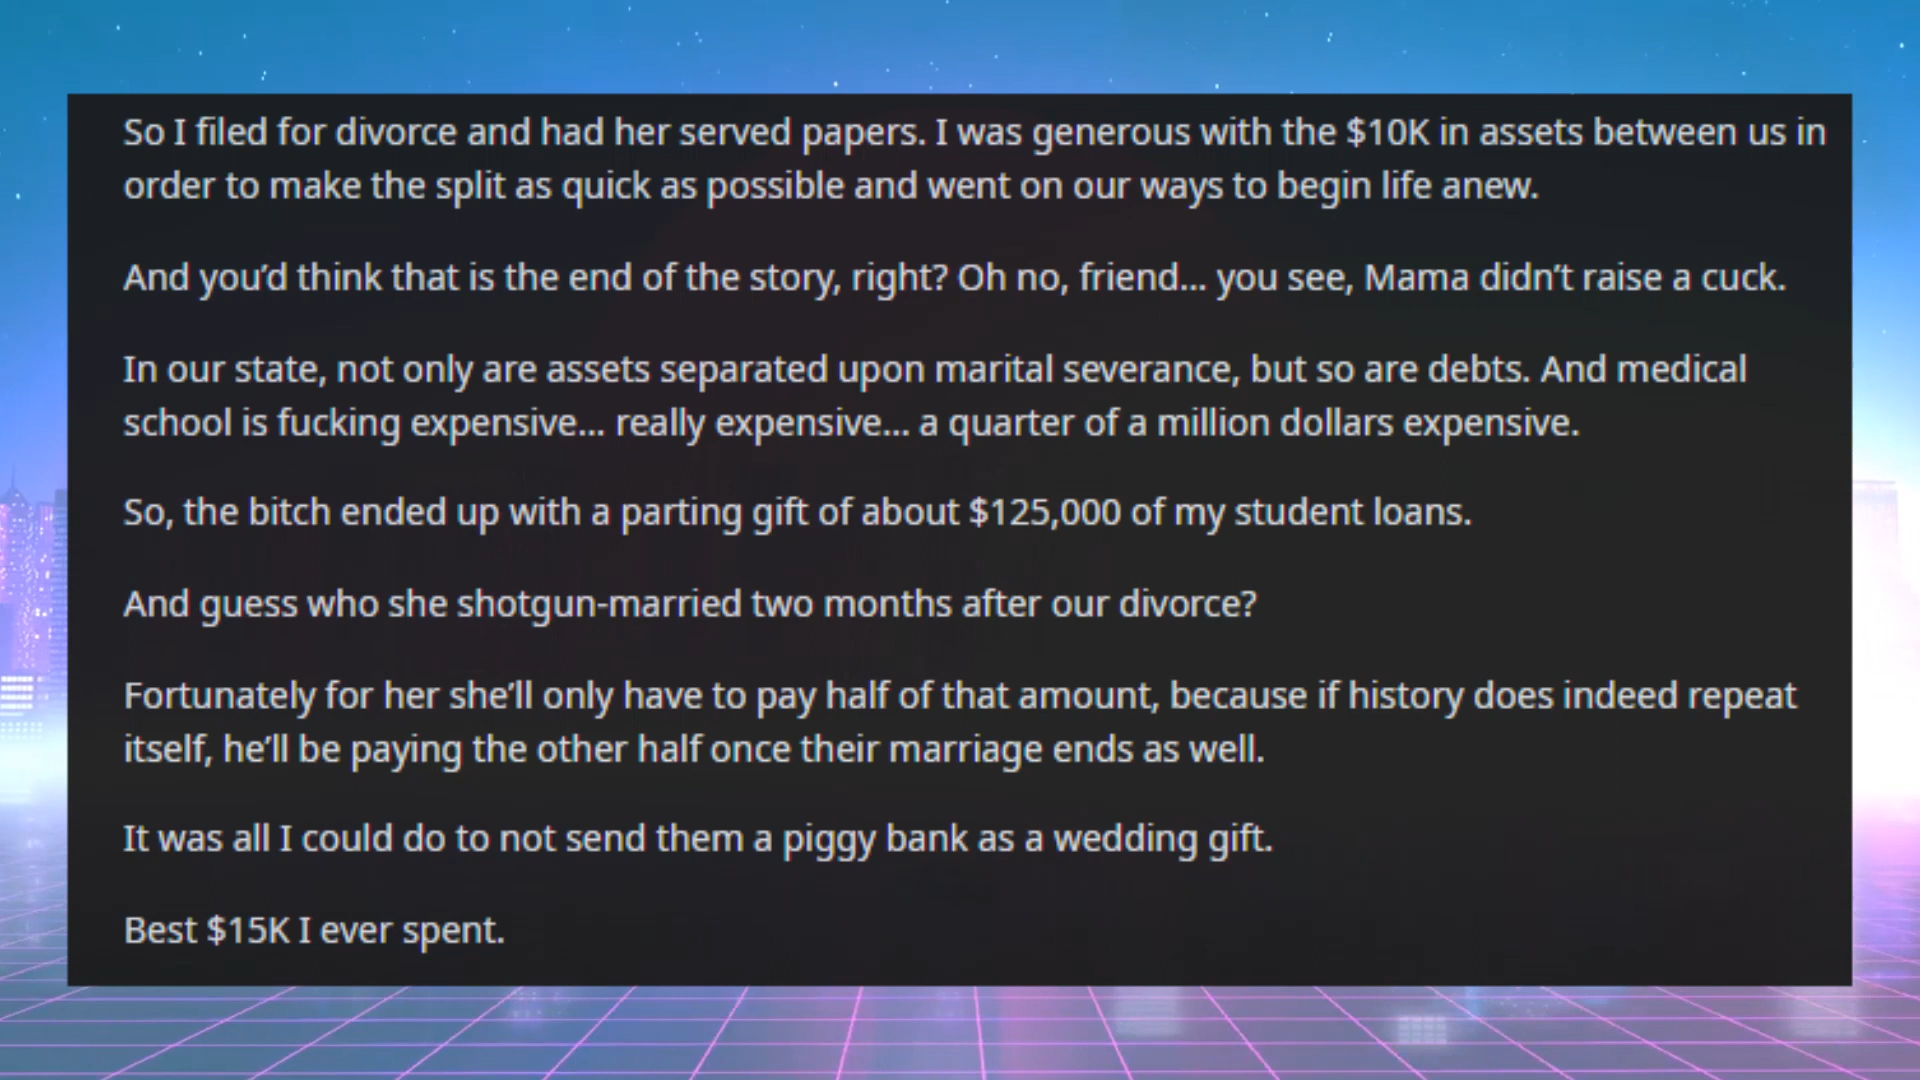 So I filed for divorce and had her served papers. I was generous with the $10K in assets between us in
order to make the split as quick as possible and went on our ways to begin life anew.
And you’d think that is the end of the story, right? Oh no, friend... you see, Mama didn’t raise a cuck.
In our state, not only are assets separated upon marital severance, but so are debts. And medical
school is fucking expensive... really expensive... a quarter of a million dollars expensive.
So, the bitch ended up with a parting gift of about $125,000 of my student loans.
And guess who she shotgun-married two months after our divorce?
Fortunately for her she’ll only have to pay half of that amount, because if history does indeed repeat
itself, he’ll be paying the other half once their marriage ends as well.
It was all I could do to not send them a piggy bank as a wedding gift.
Best $15K I ever spent.